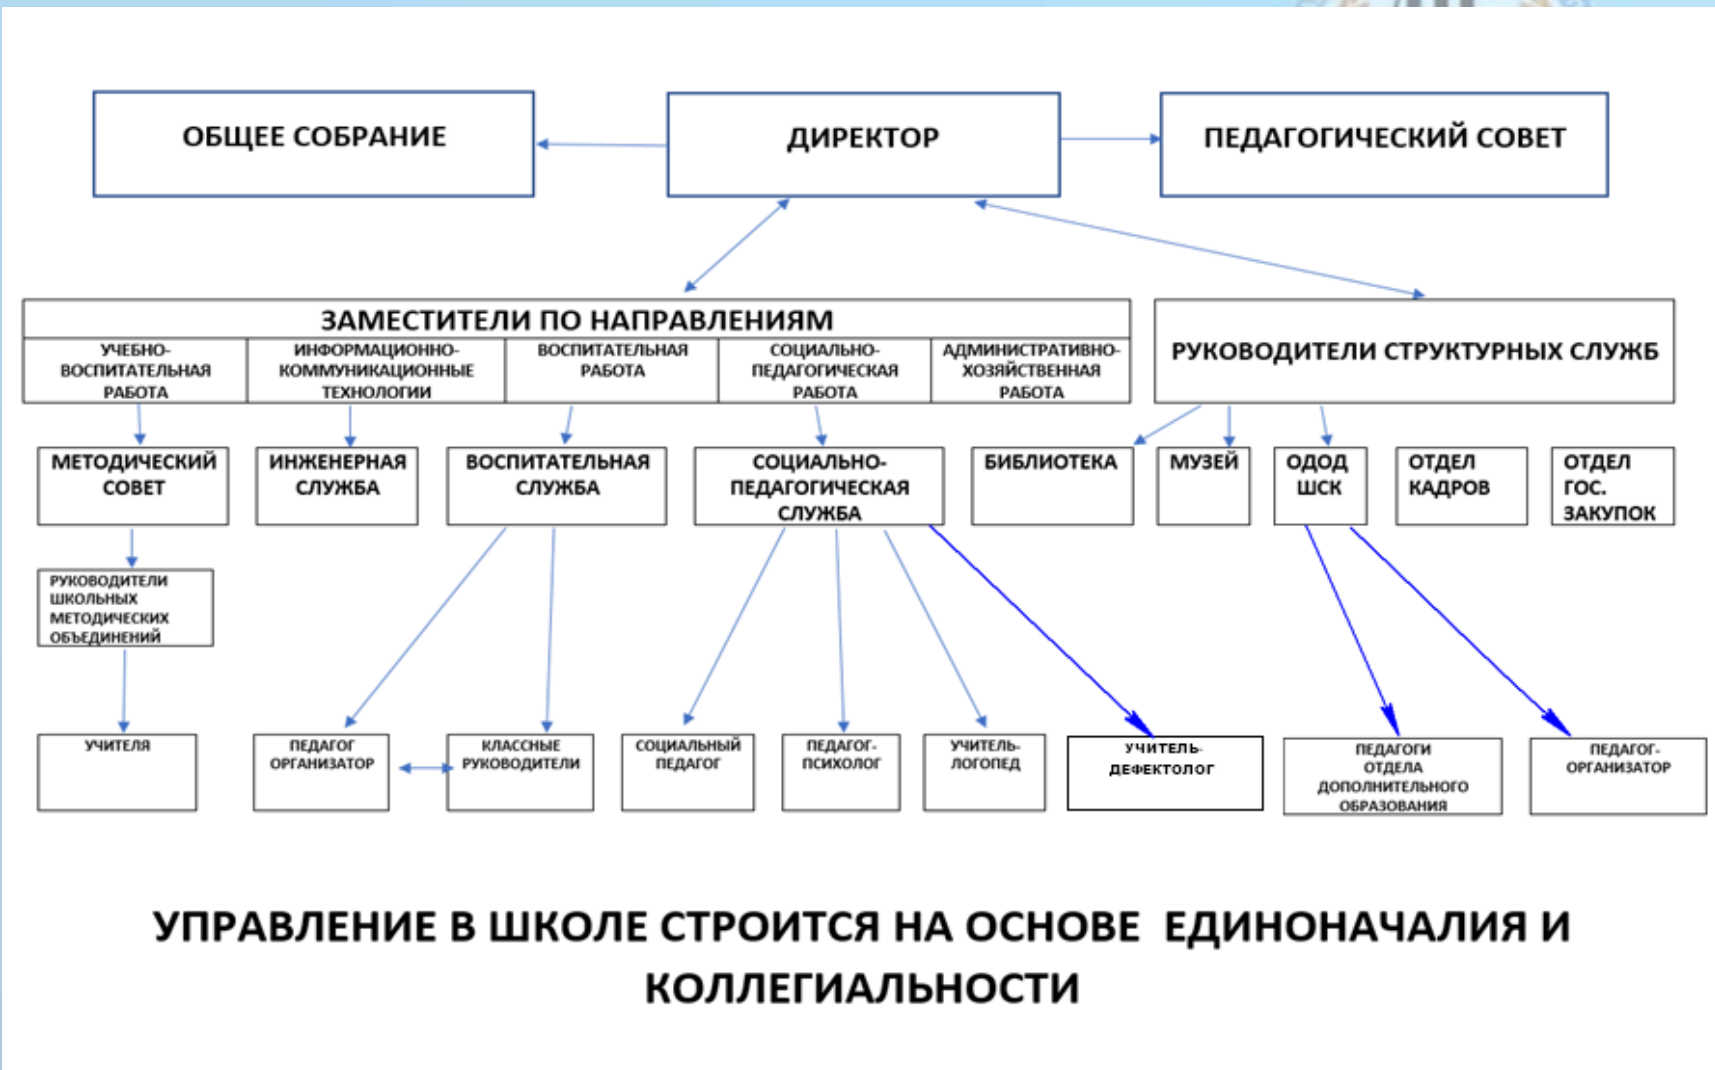 ОБЩЕЕ СОБРАНИЕ
ДИРЕКТОР
ПЕДАГОГИЧЕСКИЙ СОВЕТ
ЗАМЕСТИТЕЛИ ПО НАПРАВЛЕНИЯМ
УЧЕБНО-
ВОСПИТАТЕЛЬНАЯ
РАБОТА
ИНФОРМАЦИОННО-
КОММУНИКАЦИОННЫЕ
ТЕХНОЛОГИИ
ВОСПИТАТЕЛЬНАЯ
РАБОТА
СОЦИАЛЬНО-
ПЕДАГОГИЧЕСКАЯ
РАБОТА
АДМИНИСТРАТИВНО-
ХОЗЯЙСТВЕННАЯ
РАБОТА
РУКОВОДИТЕЛИ СТРУКТУРНЫХ СЛУЖБ
МЕТОДИЧЕСКИЙ
СОВЕТ
ИНЖЕНЕРНАЯ
СЛУЖБА
ВОСПИТАТЕЛЬНАЯ
СЛУЖБА
СОЦИАЛЬНО-
ПЕДАГОГИЧЕСКАЯ
СЛУЖБА
БИБЛИОТЕКА
МУЗЕЙ
ОДОД
ШСК
ОТДЕЛ
КАДРОВ
ОТДЕЛ
ГОС.
ЗАКУПОК
РУКОВОДИТЕЛИ
ШКОЛЬНЫХ
МЕТОДИЧЕСКИХ
ОБЪЕДИНЕНИЙ
УЧИТЕЛЯ
ПЕДАГОГ
ОРГАНИЗАТОР
КЛАССНЫЕ
РУКОВОДИТЕЛИ
СОЦИАЛЬНЫЙ
ПЕДАГОГ
ПЕДАГОГ-
ПСИХОЛОГ
УЧИТЕЛЬ-
ЛОГОПЕД
УЧИТЕЛЬ-
ДЕФЕКТОЛОГ
ПЕДАГОГИ
ОТДЕЛА
ДОПОЛНИТЕЛЬНОГО
ОБРАЗОВАНИЯ
ПЕДАГОГ-
ОРГАНИЗАТОР
УПРАВЛЕНИЕ В ШКОЛЕ СТРОИТСЯ НА ОСНОВЕ ЕДИНОНАЧАЛИЯ И
КОЛЛЕГИАЛЬНОСТИ